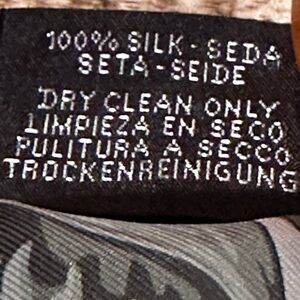 100% SILK-SEDA
SETA-SEIDE
DRY CLEAN ONLY
LIMPIEZA EN SECO
PULITURA A SECCO
TROCKENREINIGUNG